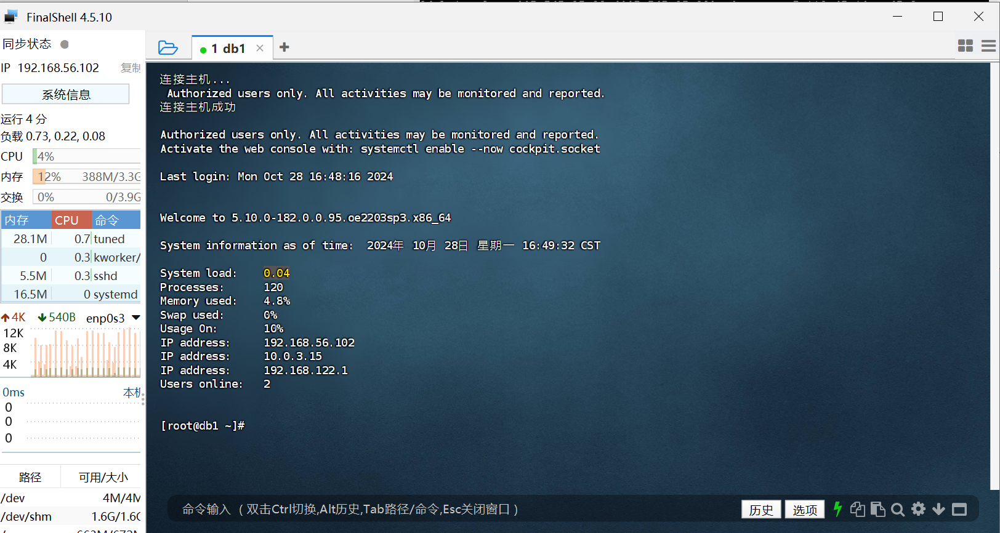 FinalShell 4.5.10
同步状态
IP 192.168.56.102 复制
系统信息
运行 4 分
负载 0.73, 0.22, 0.08
CPU 4%
内存 12% 388M/3.3G
交换 0% 0/3.9G
内存 CPU 命令
28.1M 0.7 tuned
0 0.3 kworker/
5.5M 0.3 sshd
16.5M 0 systemd
4K 540B enp0s3
12K
8K
4K
0ms 本机
0
0
0
路径 可用/大小
/dev 4M/4M
/dev/shm 1.6G/1.6G
1 db1
连接主机...
Authorized users only. All activities may be monitored and reported.
连接主机成功
Authorized users only. All activities may be monitored and reported.
Activate the web console with: systemctl enable --now cockpit.socket
Last login: Mon Oct 28 16:48:16 2024
Welcome to 5.10.0-182.0.0.95.oe2203sp3.x86_64
System information as of time: 2024年 10月 28日 星期一 16:49:32 CST
System load: 0.04
Processes: 120
Memory used: 4.8%
Swap used: 0%
Usage On: 10%
IP address: 192.168.56.102
IP address: 10.0.3.15
IP address: 192.168.122.1
Users online: 2
[root@db1 ~]#
命令输入 (双击Ctrl切换,Alt历史,Tab路径/命令,Esc关闭窗口)
历史 选项